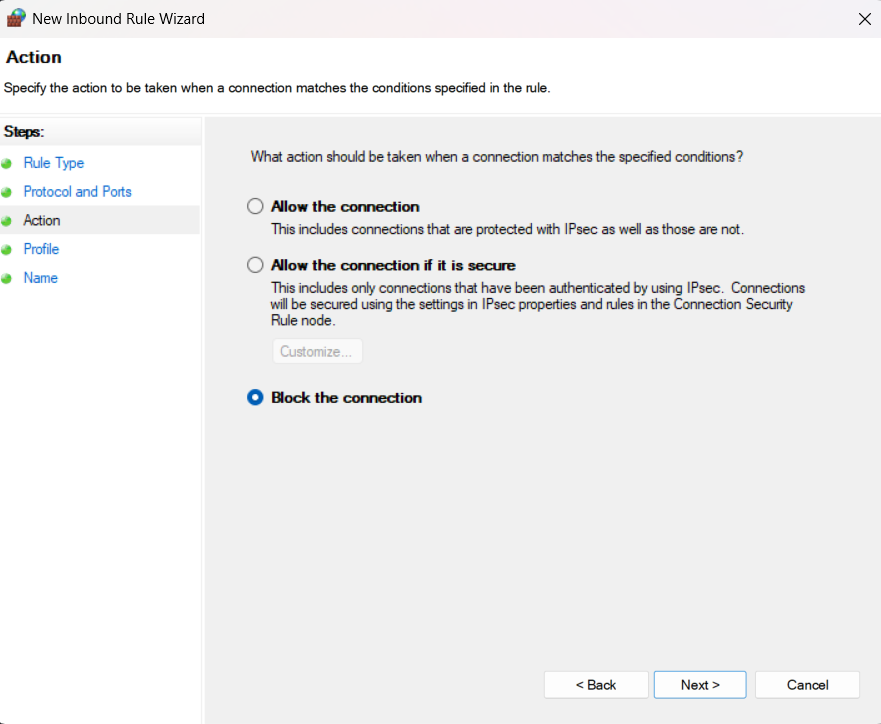 New Inbound Rule Wizard
Action
Specify the action to be taken when a connection matches the conditions specified in the rule.
Steps:
Rule Type
Protocol and Ports
Action
Profile
Name
What action should be taken when a connection matches the specified conditions?
Allow the connection
This includes connections that are protected with IPsec as well as those are not.
Allow the connection if it is secure
This includes only connections that have been authenticated by using IPsec. Connections
will be secured using the settings in IPsec properties and rules in the Connection Security
Rule node.
Customize...
Block the connection
< Back
Next >
Cancel